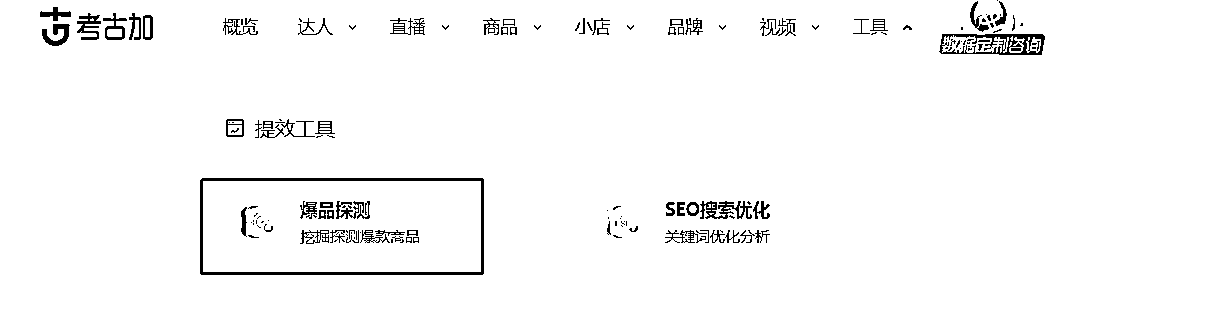 考古加 概览 达人 直播 商品 小店 品牌 视频 工具
数据定制咨询
提效工具
爆品探测 SEO搜索优化
挖掘探测爆款商品 关键词优化分析